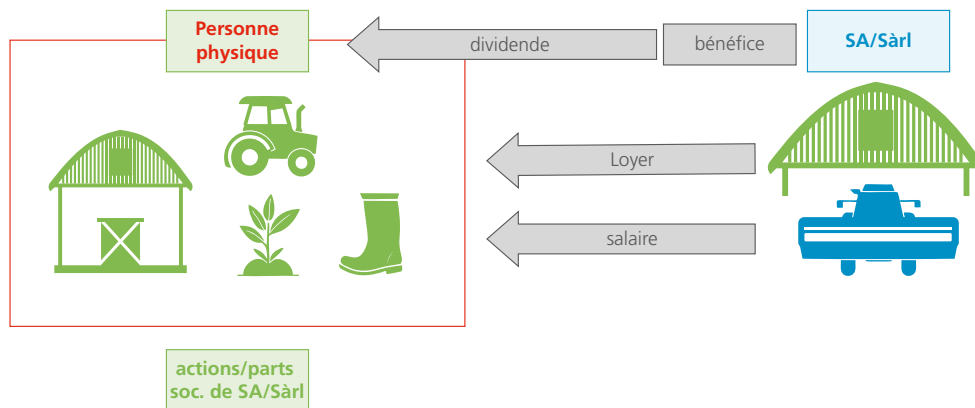 Personne
physique
dividende
bénéfice
SA/Sàrl
Loyer
salaire
actions/parts
soc. de SA/Sàrl